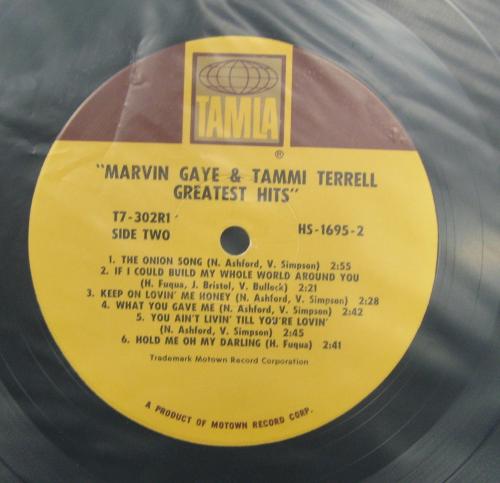 TAMLA
®
"MARVIN GAYE & TAMMI TERRELL
GREATEST HITS"
T7-302R1
SIDE TWO
HS-1695-2
1. THE ONION SONG (N. Ashford, V. Simpson) 2:55
2. IF I COULD BUILD MY WHOLE WORLD AROUND YOU
(H. Fuqua, J. Bristol, V. Bullock) 2:21
3. KEEP ON LOVIN' ME HONEY (N. Ashford, V. Simpson) 2:28
4. WHAT YOU GAVE ME (N. Ashford, V. Simpson) 2:42
5. YOU AIN'T LIVIN' TILL YOU'RE LOVIN'
(N. Ashford, V. Simpson) 2:45
6. HOLD ME OH MY DARLING (H. Fuqua) 2:41
Trademark Motown Record Corporation
A PRODUCT OF MOTOWN RECORD CORP.